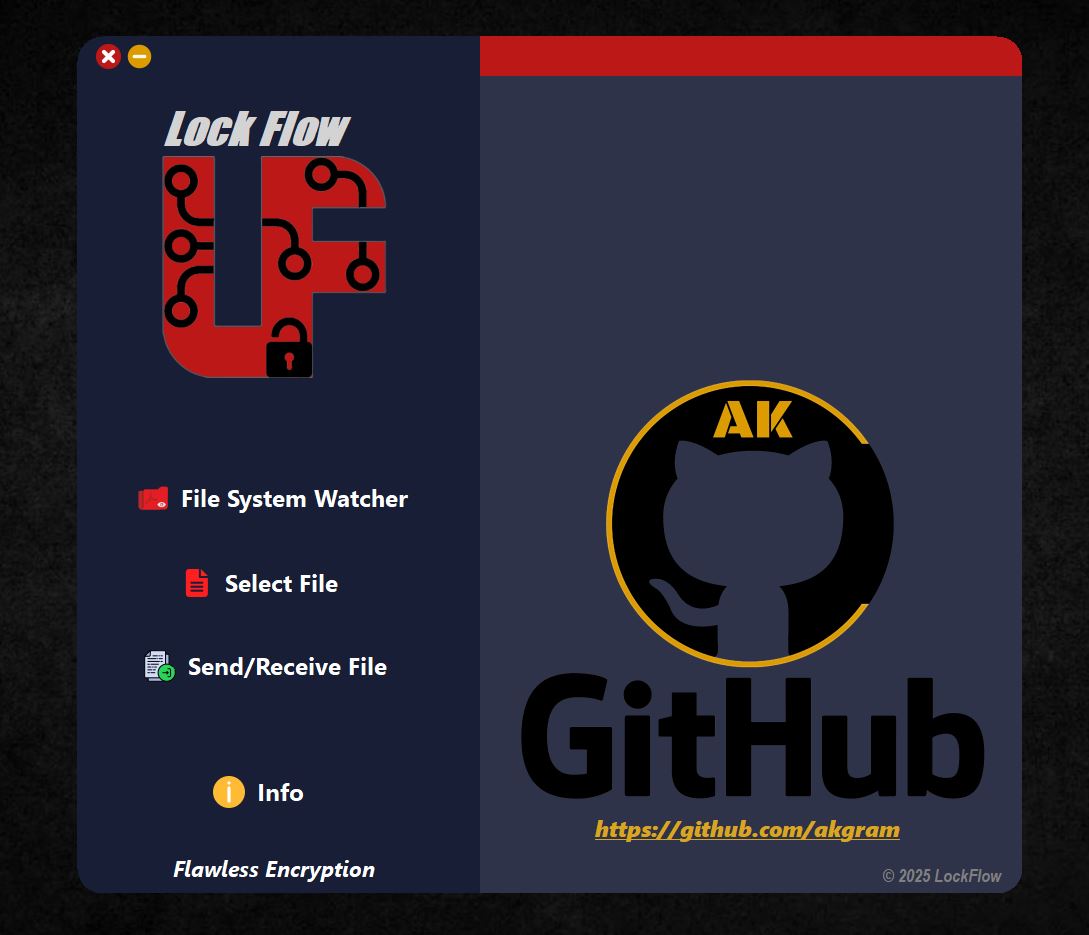 Lock Flow
LF
File System Watcher
Select File
Send/Receive File
Info
Flawless Encryption
AK
GitHub
https://github.com/akgram
© 2025 LockFlow